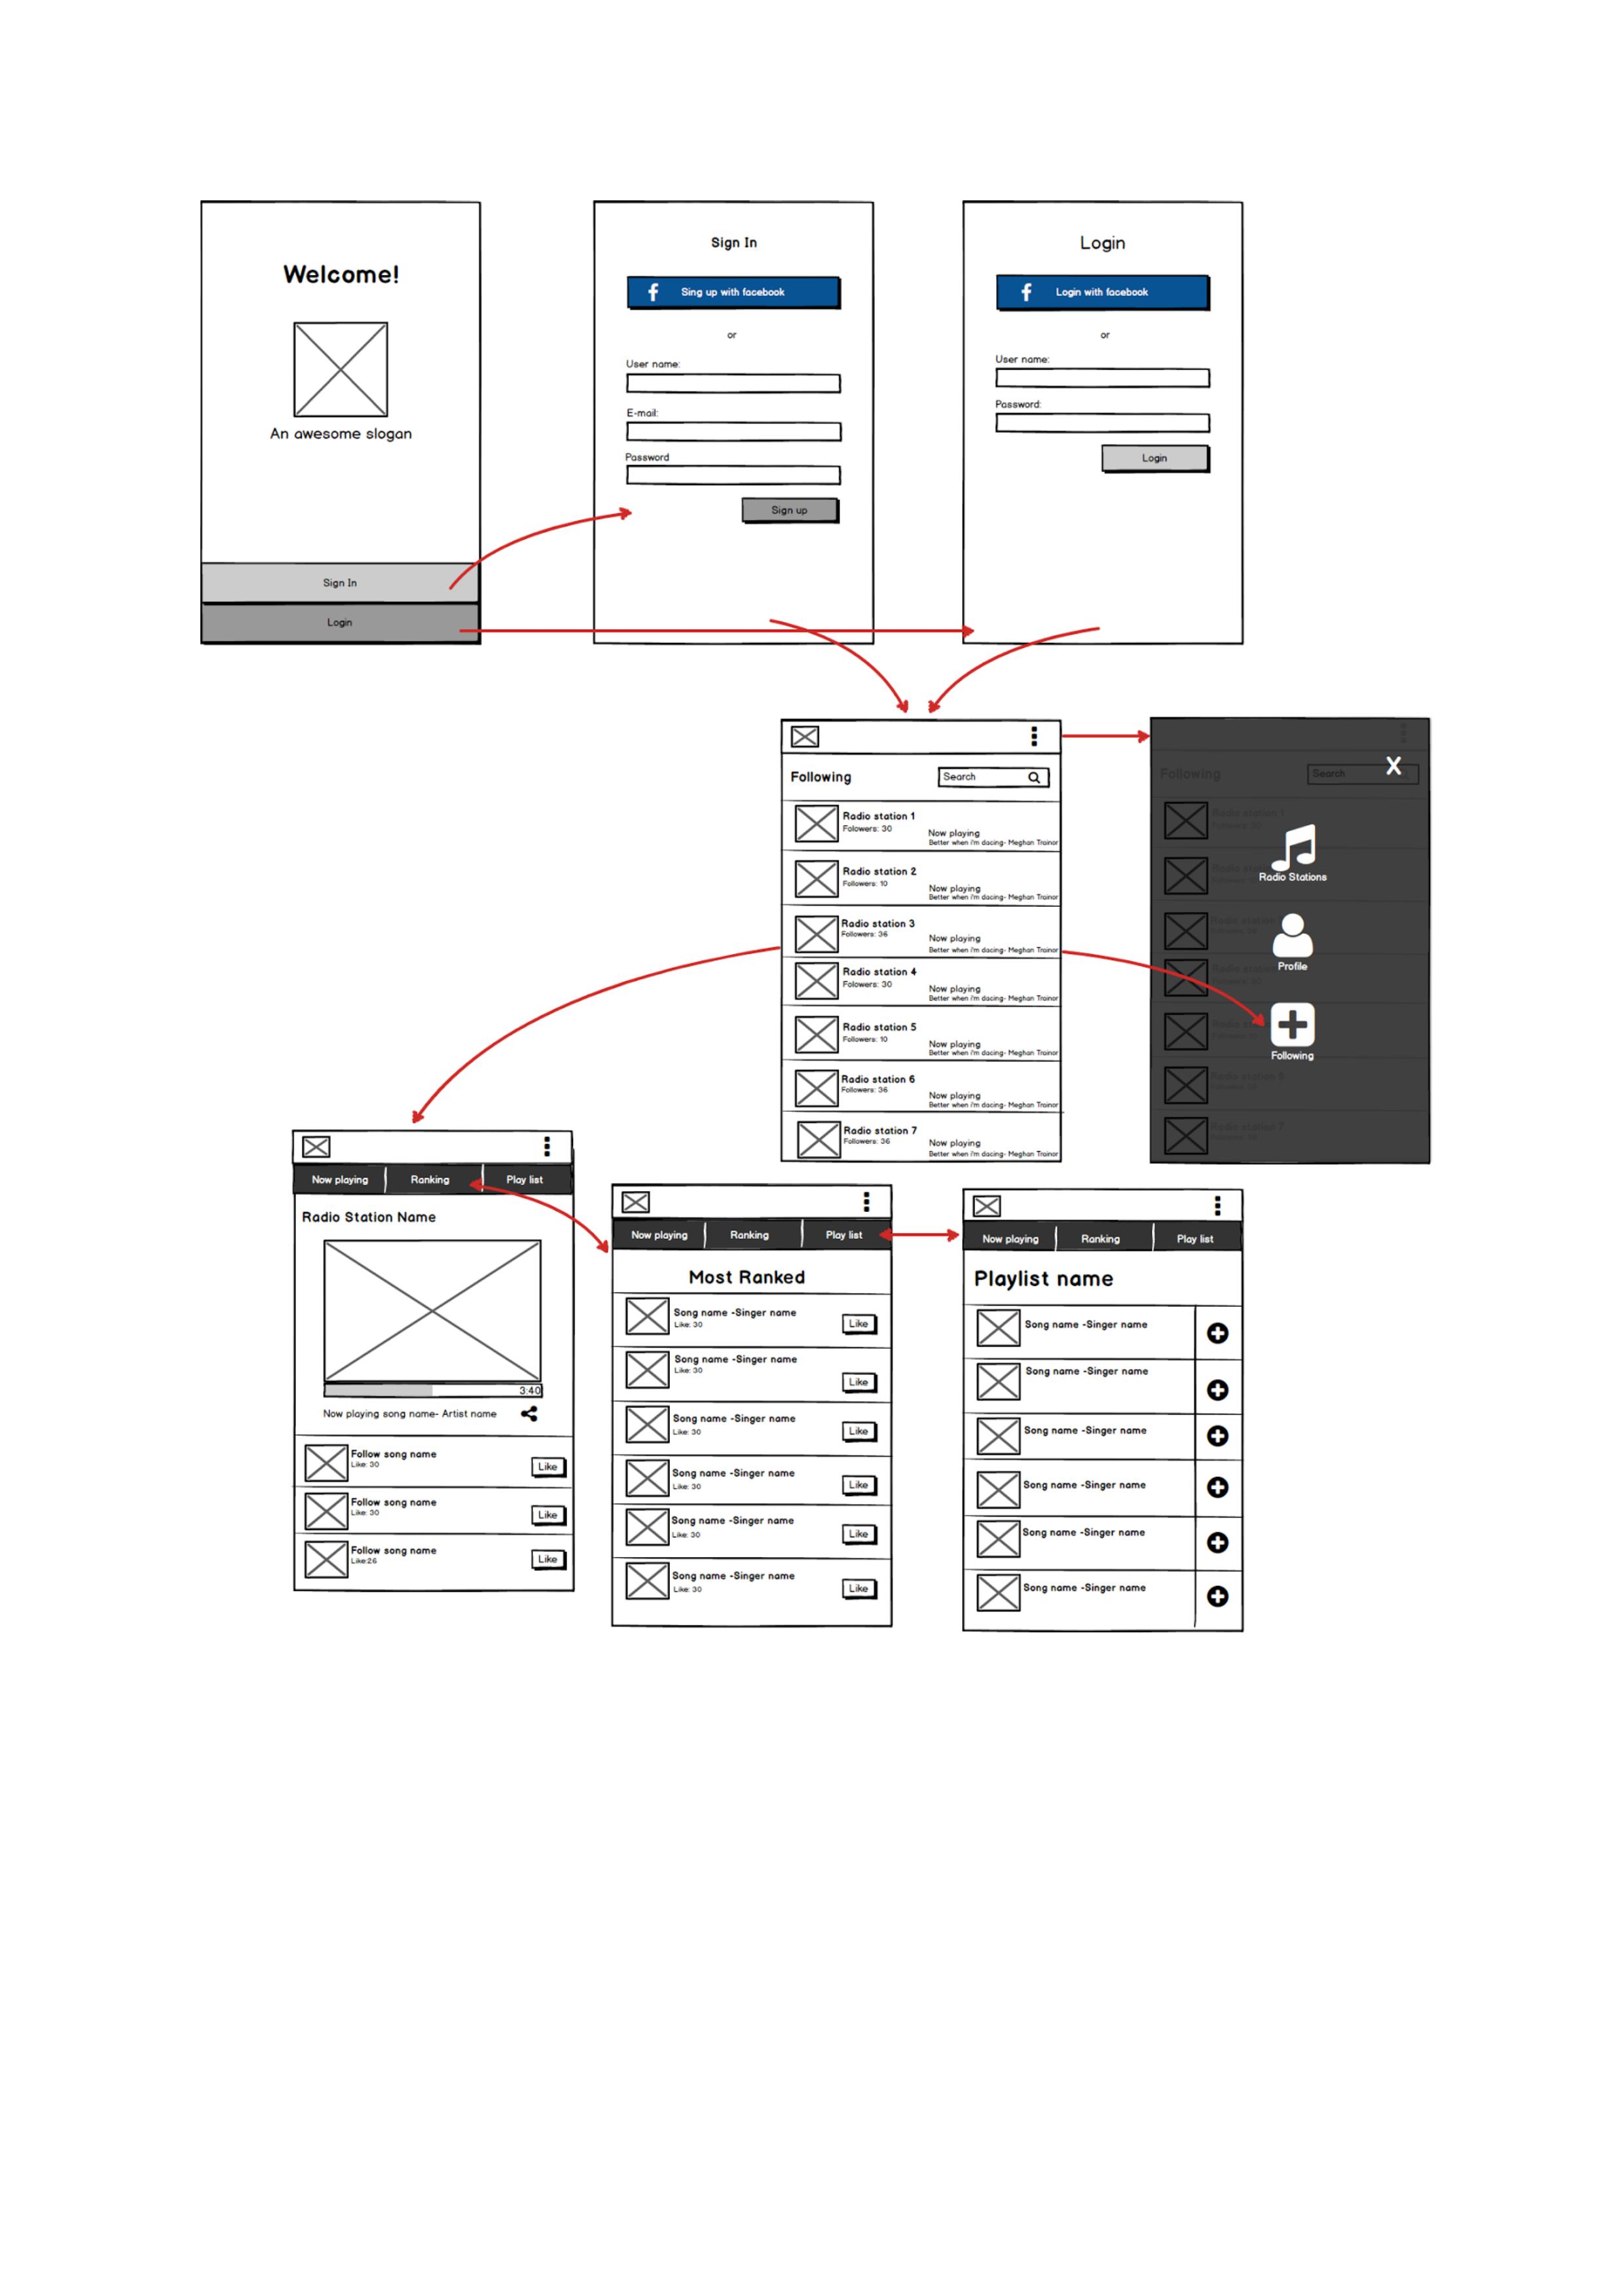 Welcome!
An awesome slogan
Sign In
Login
Sign In
Sing up with facebook
or
User name:
E-mail:
Password
Sign up
Login
Login with facebook
or
User name:
Password:
Login
Following
Search
Radio station 1
Folowers: 30
Now playing
Better when i'm dacing- Meghan Trainor
Radio station 2
Followers: 10
Now playing
Better when i'm dacing- Meghan Trainor
Radio station 3
Followers: 36
Now playing
Better when i'm dacing- Meghan Trainor
Radio station 4
Followers: 30
Now playing
Better when i'm dacing- Meghan Trainor
Radio station 5
Followers: 10
Now playing
Better when i'm dacing- Meghan Trainor
Radio station 6
Followers: 36
Now playing
Better when i'm dacing- Meghan Trainor
Radio station 7
Followers: 36
Now playing
Better when i'm dacing- Meghan Trainor
X
Following
Search
Radio Stations
Profile
Following
Now playing
Ranking
Play list
Radio Station Name
3:40
Now playing song name- Artist name
Follow song name
Like: 30
Like
Follow song name
Like: 30
Like
Follow song name
Like:26
Like
Now playing
Ranking
Play list
Most Ranked
Song name -Singer name
Like: 30
Like
Song name -Singer name
Like: 30
Like
Song name -Singer name
Like: 30
Like
Song name -Singer name
Like: 30
Like
Song name -Singer name
Like: 30
Like
Song name -Singer name
Like: 30
Like
Now playing
Ranking
Play list
Playlist name
Song name -Singer name
Song name -Singer name
Song name -Singer name
Song name -Singer name
Song name -Singer name
Song name -Singer name